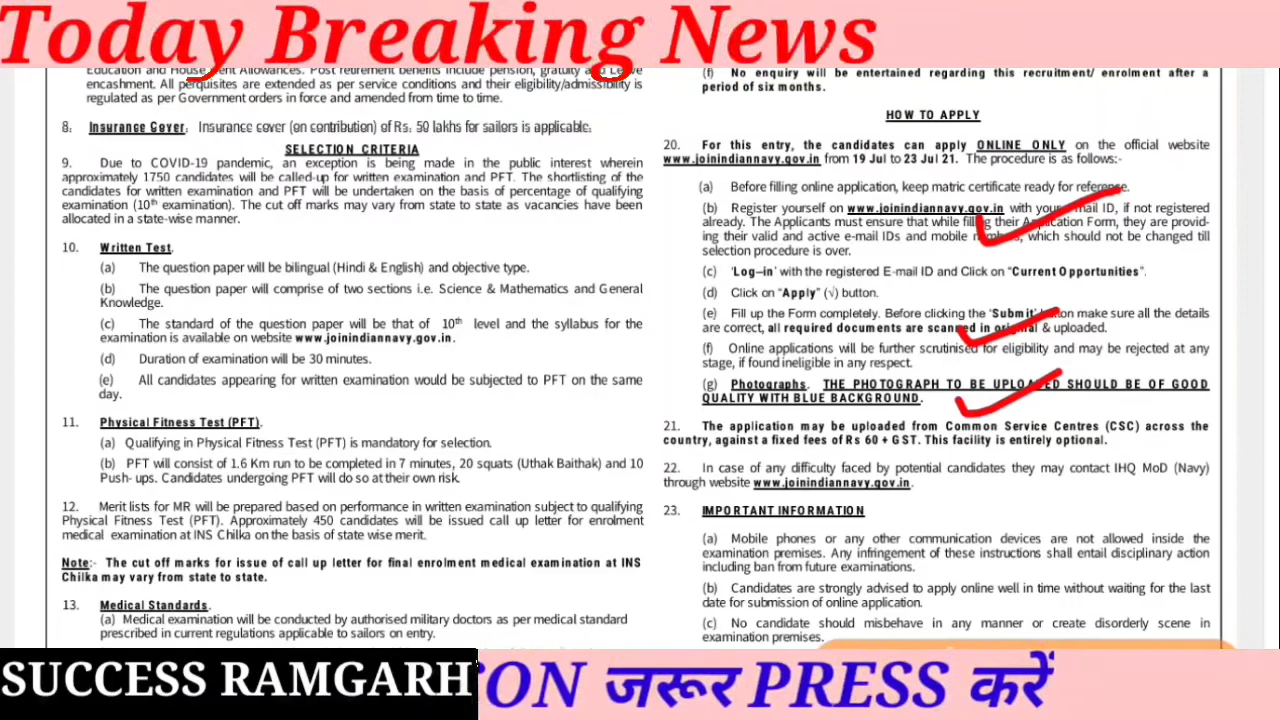 Today Breaking News
Education and House Rent Allowances. Post retirement benefits include pension, gratuity and Leave
encashment. All perquisites are extended as per service conditions and their eligibility/admissibility is
regulated as per Government orders in force and amended from time to time.
8. Insurance Cover. Insurance cover (on contribution) of Rs. 50 lakhs for sailors is applicable.
SELECTION CRITERIA
9. Due to COVID-19 pandemic, an exception is being made in the public interest wherein
approximately 1750 candidates will be called-up for written examination and PFT. The shortlisting of the
candidates for written examination and PFT will be undertaken on the basis of percentage of qualifying
examination (10th examination). The cut off marks may vary from state to state as vacancies have been
allocated in a state-wise manner.
10. Written Test.
(a) The question paper will be bilingual (Hindi & English) and objective type.
(b) The question paper will comprise of two sections i.e. Science & Mathematics and General
Knowledge.
(c) The standard of the question paper will be that of 10th level and the syllabus for the
examination is available on website www.joinindiannavy.gov.in.
(d) Duration of examination will be 30 minutes.
(e) All candidates appearing for written examination would be subjected to PFT on the same
day.
11. Physical Fitness Test (PFT).
(a) Qualifying in Physical Fitness Test (PFT) is mandatory for selection.
(b) PFT will consist of 1.6 Km run to be completed in 7 minutes, 20 squats (Uthak Baithak) and 10
Push- ups. Candidates undergoing PFT will do so at their own risk.
12. Merit lists for MR will be prepared based on performance in written examination subject to qualifying
Physical Fitness Test (PFT). Approximately 450 candidates will be issued call up letter for enrolment
medical examination at INS Chilka on the basis of state wise merit.
Note:- The cut off marks for issue of call up letter for final enrolment medical examination at INS
Chilka may vary from state to state.
13. Medical Standards.
(a) Medical examination will be conducted by authorised military doctors as per medical standard
prescribed in current regulations applicable to sailors on entry.
(f) No enquiry will be entertained regarding this recruitment/ enrolment after a
period of six months.
HOW TO APPLY
20. For this entry, the candidates can apply ONLINE ONLY on the official website
www.joinindiannavy.gov.in from 19 Jul to 23 Jul 21. The procedure is as follows:-
(a) Before filling online application, keep matric certificate ready for reference.
(b) Register yourself on www.joinindiannavy.gov.in with your e-mail ID, if not registered
already. The Applicants must ensure that while filling their Application Form, they are provid-
ing their valid and active e-mail IDs and mobile numbers, which should not be changed till
selection procedure is over.
(c) 'Log-in' with the registered E-mail ID and Click on "Current Opportunities".
(d) Click on "Apply" (√) button.
(e) Fill up the Form completely. Before clicking the 'Submit' button make sure all the details
are correct, all required documents are scanned in original & uploaded.
(f) Online applications will be further scrutinised for eligibility and may be rejected at any
stage, if found ineligible in any respect.
(g) Photographs. THE PHOTOGRAPH TO BE UPLOADED SHOULD BE OF GOOD
QUALITY WITH BLUE BACKGROUND.
21. The application may be uploaded from Common Service Centres (CSC) across the
country, against a fixed fees of Rs 60 + GST. This facility is entirely optional.
22. In case of any difficulty faced by potential candidates they may contact IHQ MoD (Navy)
through website www.joinindiannavy.gov.in.
23. IMPORTANT INFORMATION
(a) Mobile phones or any other communication devices are not allowed inside the
examination premises. Any infringement of these instructions shall entail disciplinary action
including ban from future examinations.
(b) Candidates are strongly advised to apply online well in time without waiting for the last
date for submission of online application.
(c) No candidate should misbehave in any manner or create disorderly scene in
examination premises.
SUCCESS RAMGARH TON जरूर PRESS करें